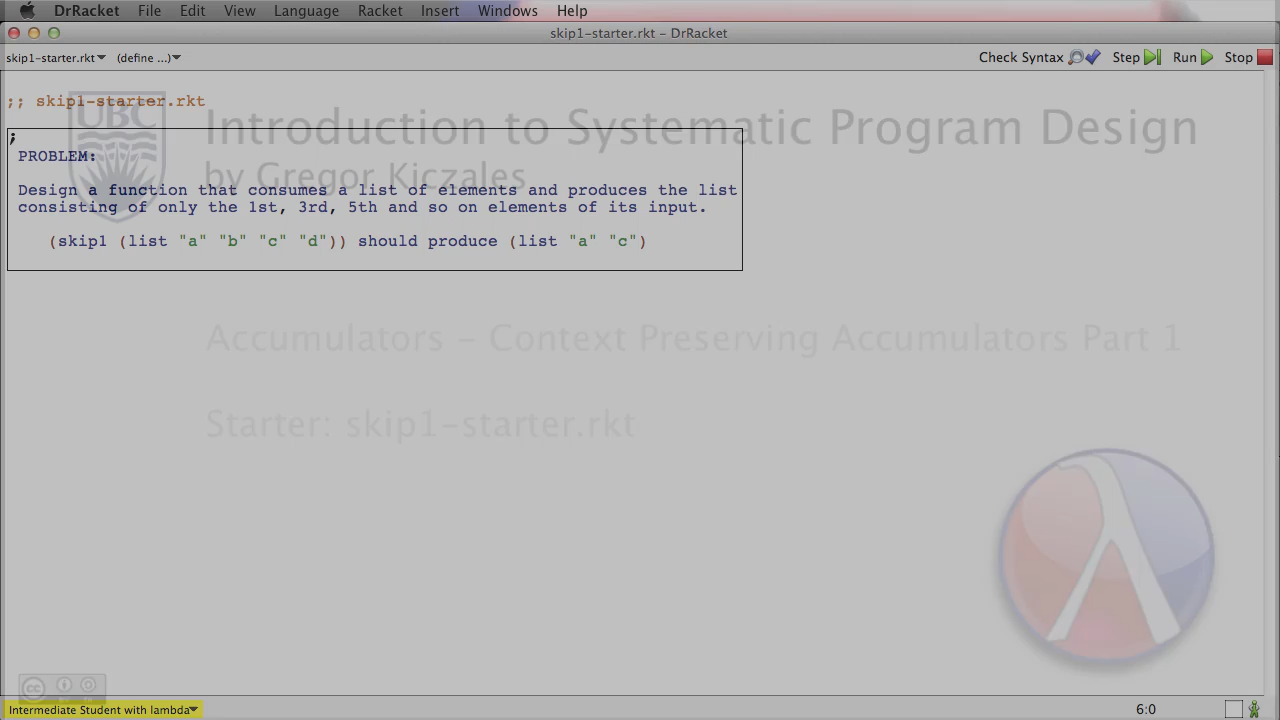 DrRacket File Edit View Language Racket Insert Windows Help
skip1-starter.rkt – DrRacket
skip1-starter.rkt (define ...) Check Syntax Step Run Stop
;; skip1-starter.rkt
UBC
Introduction to Systematic Program Design
by Gregor Kiczales
;
PROBLEM:
Design a function that consumes a list of elements and produces the list
consisting of only the 1st, 3rd, 5th and so on elements of its input.
(skip1 (list "a" "b" "c" "d")) should produce (list "a" "c")
Accumulators – Context Preserving Accumulators Part 1
Starter: skip1-starter.rkt
cc
Intermediate Student with lambda 6:0